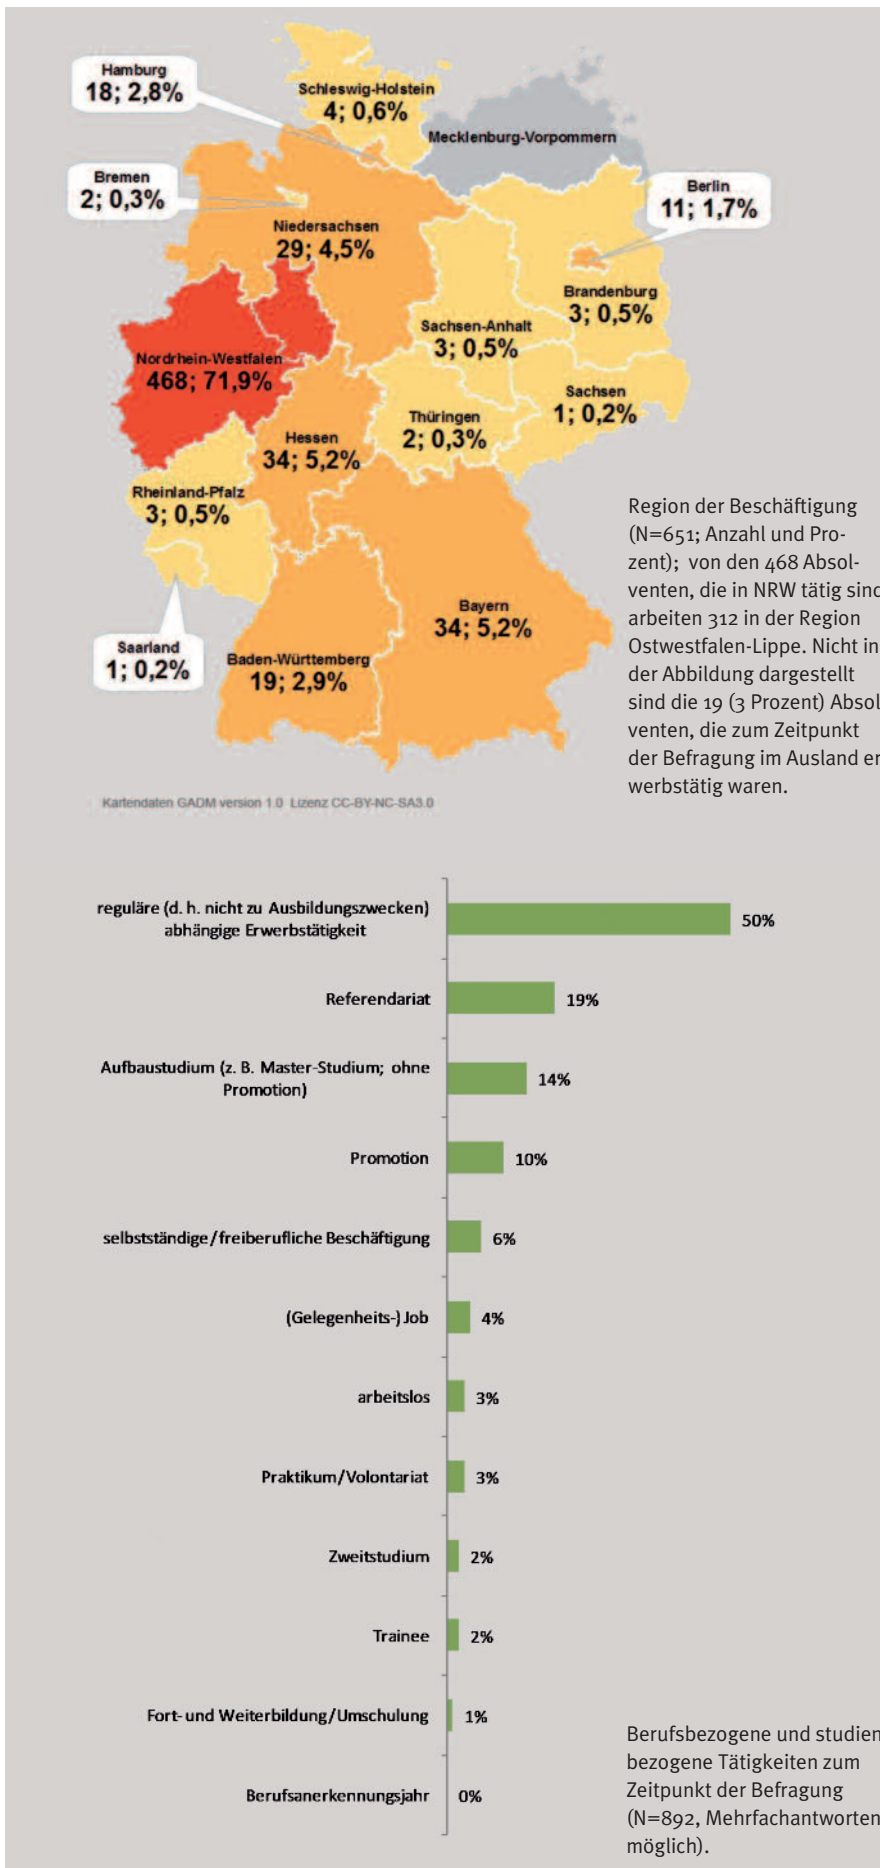 Hamburg
18; 2,8%
Schleswig-Holstein
4; 0,6%
Mecklenburg-Vorpommern
Bremen
2; 0,3%
Berlin
11; 1,7%
Niedersachsen
29; 4,5%
Brandenburg
3; 0,5%
Sachsen-Anhalt
3; 0,5%
Nordrhein-Westfalen
468; 71,9%
Sachsen
1; 0,2%
Thüringen
2; 0,3%
Hessen
34; 5,2%
Rheinland-Pfalz
3; 0,5%
Saarland
1; 0,2%
Bayern
34; 5,2%
Baden-Württemberg
19; 2,9%
Region der Beschäftigung
(N=651; Anzahl und Pro-
zent); von den 468 Absol-
venten, die in NRW tätig sind
arbeiten 312 in der Region
Ostwestfalen-Lippe. Nicht in
der Abbildung dargestellt
sind die 19 (3 Prozent) Absol
venten, die zum Zeitpunkt
der Befragung im Ausland er
werbstätig waren.
Kartendaten GADM version 1.0 Lizenz CC-BY-NC-SA3.0
reguläre (d. h. nicht zu Ausbildungszwecken)
abhängige Erwerbstätigkeit
50%
Referendariat
19%
Aufbaustudium (z. B. Master-Studium; ohne
Promotion)
14%
Promotion
10%
selbstständige/freiberufliche Beschäftigung
6%
(Gelegenheits-) Job
4%
arbeitslos
3%
Praktikum/Volontariat
3%
Zweitstudium
2%
Trainee
2%
Fort- und Weiterbildung/Umschulung
1%
Berufsanerkennungsjahr
0%
Berufsbezogene und studien
bezogene Tätigkeiten zum
Zeitpunkt der Befragung
(N=892, Mehrfachantworten
möglich).